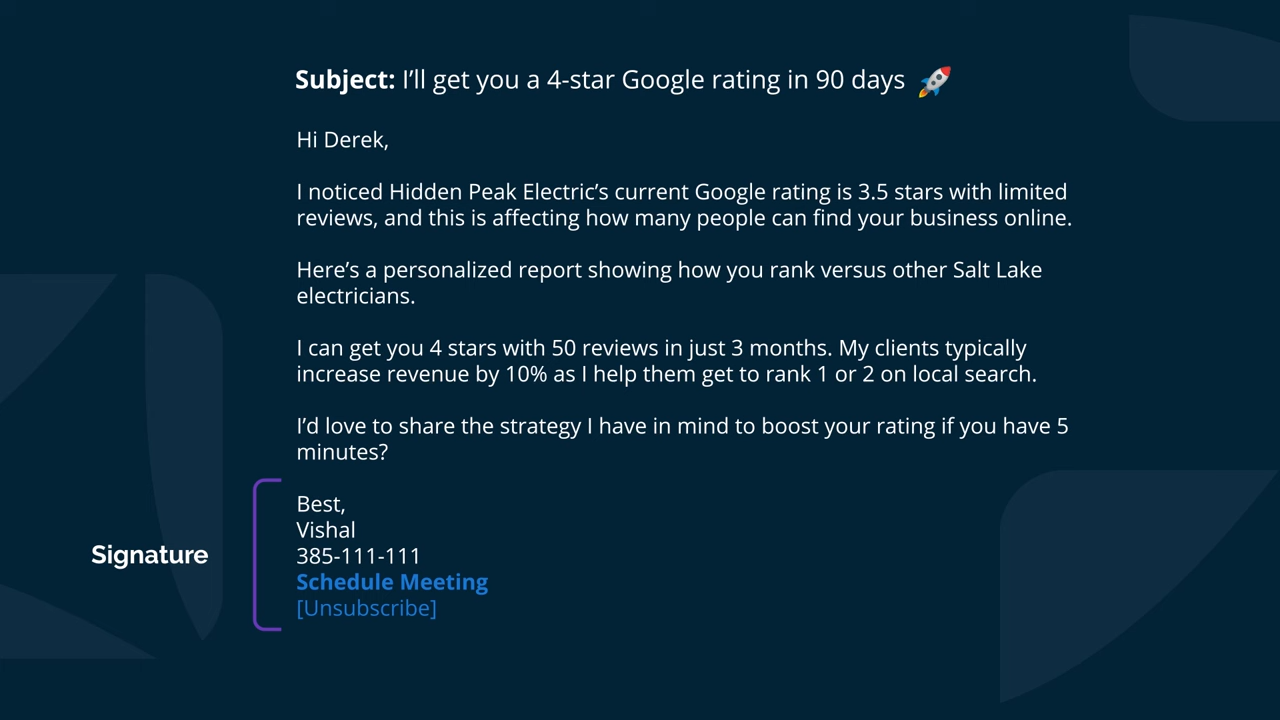 Subject: I’ll get you a 4-star Google rating in 90 days 🚀
Hi Derek,
I noticed Hidden Peak Electric’s current Google rating is 3.5 stars with limited
reviews, and this is affecting how many people can find your business online.
Here’s a personalized report showing how you rank versus other Salt Lake
electricians.
I can get you 4 stars with 50 reviews in just 3 months. My clients typically
increase revenue by 10% as I help them get to rank 1 or 2 on local search.
I’d love to share the strategy I have in mind to boost your rating if you have 5
minutes?
Signature
Best,
Vishal
385-111-111
Schedule Meeting
[Unsubscribe]